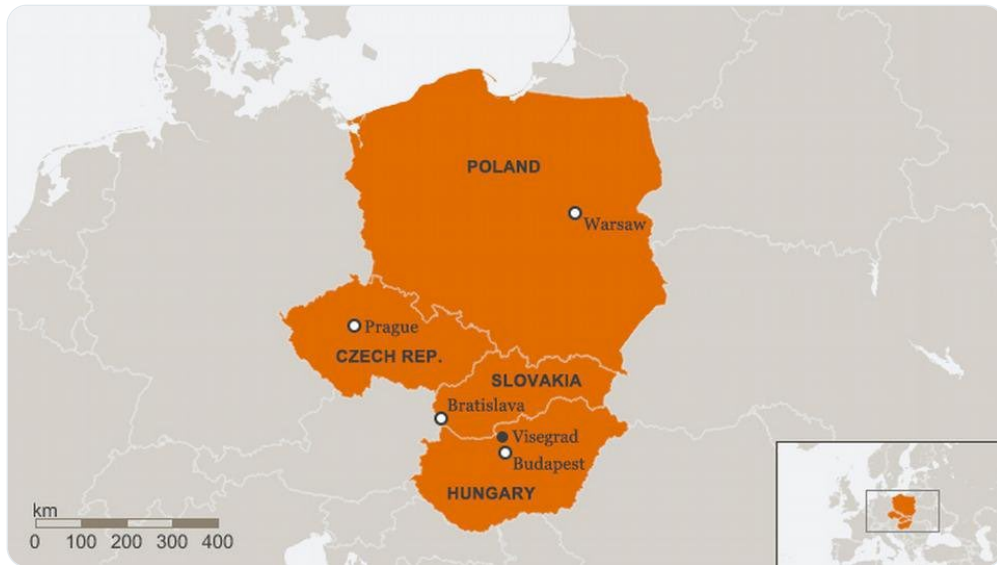 POLAND
Warsaw
Prague
CZECH REP.
SLOVAKIA
Bratislava
Visegrad
Budapest
HUNGARY
km
0 100 200 300 400